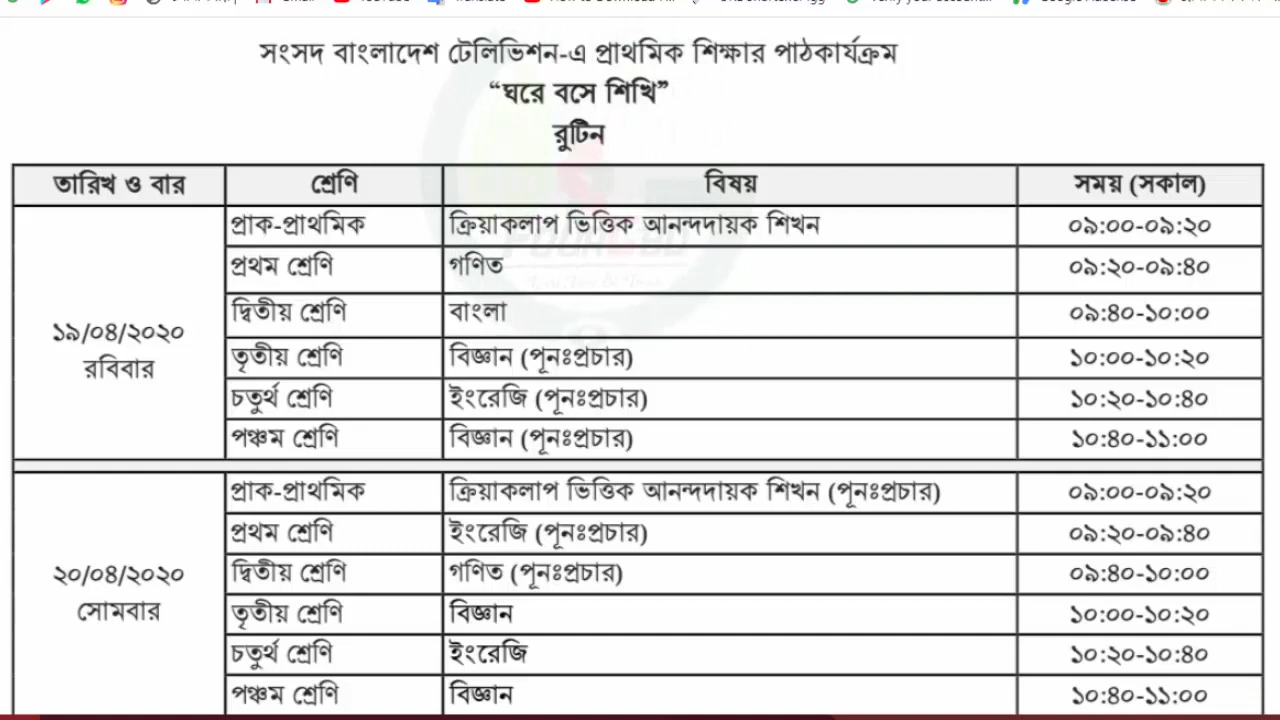 সংসদ বাংলাদেশ টেলিভিশন-এ প্রাথমিক শিক্ষার পাঠকার্যক্রম
“ঘরে বসে শিখি”
রুটিন
তারিখ ও বার শ্রেণি বিষয় সময় (সকাল)
১৯/০৪/২০২০ রবিবার
প্রাক-প্রাথমিক ক্রিয়াকলাপ ভিত্তিক আনন্দদায়ক শিখন ০৯:০০-০৯:২০
প্রথম শ্রেণি গণিত ০৯:২০-০৯:৪০
দ্বিতীয় শ্রেণি বাংলা ০৯:৪০-১০:০০
তৃতীয় শ্রেণি বিজ্ঞান (পূনঃপ্রচার) ১০:০০-১০:২০
চতুর্থ শ্রেণি ইংরেজি (পূনঃপ্রচার) ১০:২০-১০:৪০
পঞ্চম শ্রেণি বিজ্ঞান (পূনঃপ্রচার) ১০:৪০-১১:০০
২০/০৪/২০২০ সোমবার
প্রাক-প্রাথমিক ক্রিয়াকলাপ ভিত্তিক আনন্দদায়ক শিখন (পূনঃপ্রচার) ০৯:০০-০৯:২০
প্রথম শ্রেণি ইংরেজি (পূনঃপ্রচার) ০৯:২০-০৯:৪০
দ্বিতীয় শ্রেণি গণিত (পূনঃপ্রচার) ০৯:৪০-১০:০০
তৃতীয় শ্রেণি বিজ্ঞান ১০:০০-১০:২০
চতুর্থ শ্রেণি ইংরেজি ১০:২০-১০:৪০
পঞ্চম শ্রেণি বিজ্ঞান ১০:৪০-১১:০০